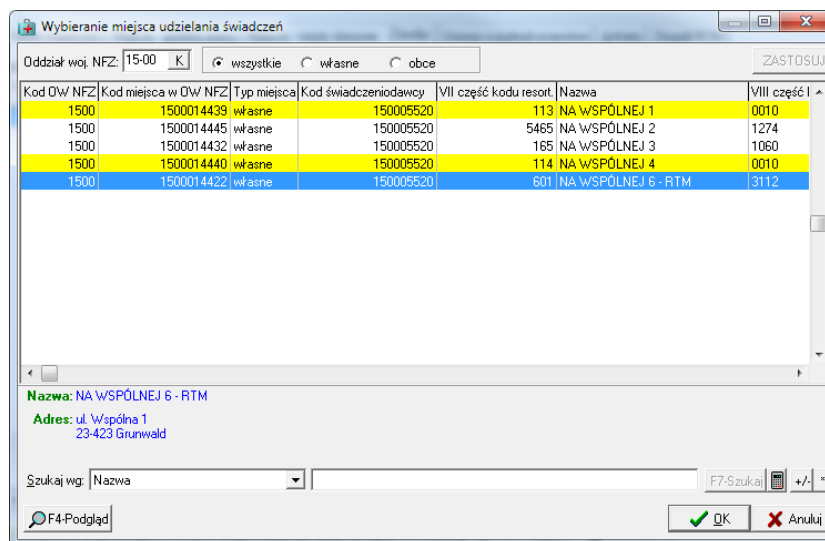 Wybieranie miejsca udzielania świadczeń
Oddział woj. NFZ: 15-00 K wszystkie własne obce ZASTOSUJ
Kod OW NFZ Kod miejsca w OW NFZ Typ miejsca Kod świadczeniodawcy VII część kodu resort. Nazwa VIII część
1500 1500014439 własne 150005520 113 NA WSPÓLNEJ 1 0010
1500 1500014445 własne 150005520 5465 NA WSPÓLNEJ 2 1274
1500 1500014432 własne 150005520 165 NA WSPÓLNEJ 3 1060
1500 1500014440 własne 150005520 114 NA WSPÓLNEJ 4 0010
1500 1500014422 własne 150005520 601 NA WSPÓLNEJ 6 - RTM 3112
Nazwa: NA WSPÓLNEJ 6 - RTM
Adres: ul. Wspólna 1
23-423 Grunwald
Szukaj wg: Nazwa F7-Szukaj +/- *
F4-Podgląd OK Anuluj